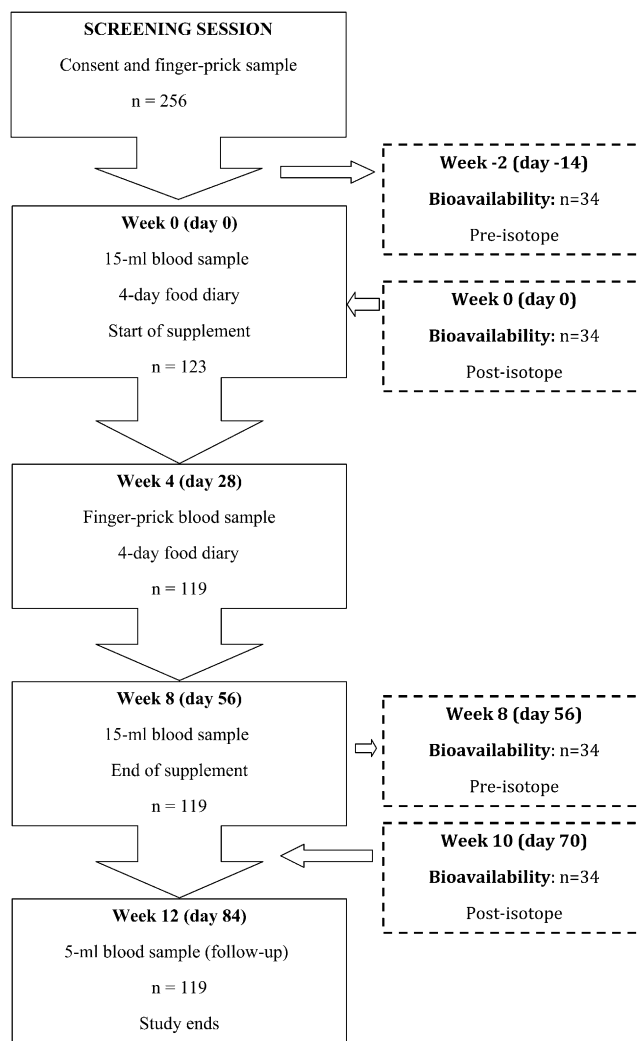 SCREENING SESSION
Consent and finger-prick sample
n = 256
Week -2 (day -14)
Bioavailability: n=34
Pre-isotope
Week 0 (day 0)
15-ml blood sample
4-day food diary
Start of supplement
n = 123
Week 0 (day 0)
Bioavailability: n=34
Post-isotope
Week 4 (day 28)
Finger-prick blood sample
4-day food diary
n = 119
Week 8 (day 56)
15-ml blood sample
End of supplement
n = 119
Week 8 (day 56)
Bioavailability: n=34
Pre-isotope
Week 10 (day 70)
Bioavailability: n=34
Post-isotope
Week 12 (day 84)
5-ml blood sample (follow-up)
n = 119
Study ends